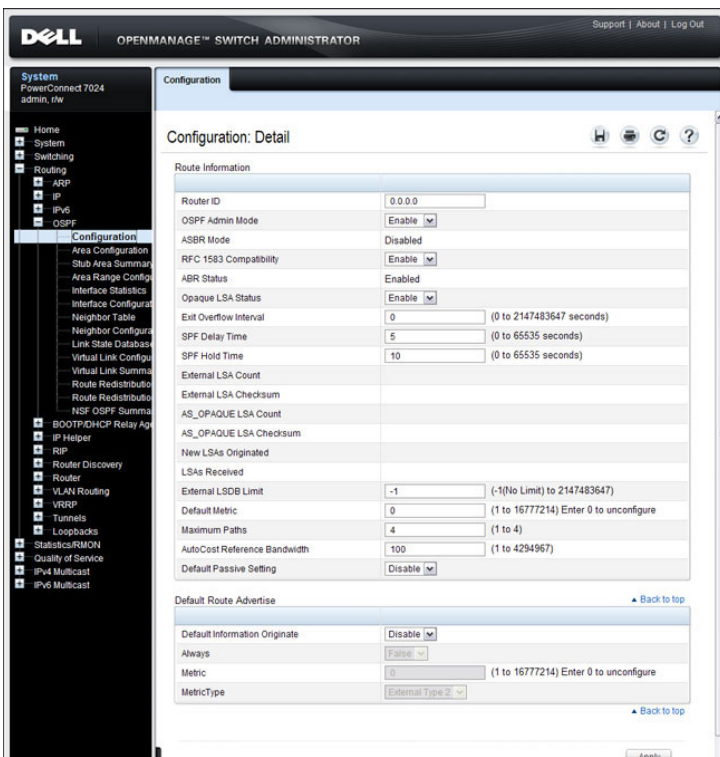 Support | About | Log Out
DELL OPENMANAGE™ SWITCH ADMINISTRATOR
System
PowerConnect 7024
admin, r/w
Home
System
Switching
Routing
ARP
IP
IPv6
OSPF
Configuration
Area Configuration
Stub Area Summary
Area Range Configu
Interface Statistics
Interface Configurat
Neighbor Table
Neighbor Configura
Link State Database
Virtual Link Configu
Virtual Link Summa
Route Redistributio
Route Redistributio
NSF OSPF Summa
BOOTP/DHCP Relay Age
IP Helper
RIP
Router Discovery
Router
VLAN Routing
VRRP
Tunnels
Loopbacks
Statistics/RMON
Quality of Service
IPv4 Multicast
IPv6 Multicast
Configuration
Configuration: Detail
Route Information
Router ID 0.0.0.0
OSPF Admin Mode Enable
ASBR Mode Disabled
RFC 1583 Compatibility Enable
ABR Status Enabled
Opaque LSA Status Enable
Exit Overflow Interval 0 (0 to 2147483647 seconds)
SPF Delay Time 5 (0 to 65535 seconds)
SPF Hold Time 10 (0 to 65535 seconds)
External LSA Count
External LSA Checksum
AS_OPAQUE LSA Count
AS_OPAQUE LSA Checksum
New LSAs Originated
LSAs Received
External LSDB Limit -1 (-1(No Limit) to 2147483647)
Default Metric 0 (1 to 16777214) Enter 0 to unconfigure
Maximum Paths 4 (1 to 4)
AutoCost Reference Bandwidth 100 (1 to 4294967)
Default Passive Setting Disable
Default Route Advertise ▲ Back to top
Default Information Originate Disable
Always False
Metric 0 (1 to 16777214) Enter 0 to unconfigure
MetricType External Type 2
▲ Back to top
Apply